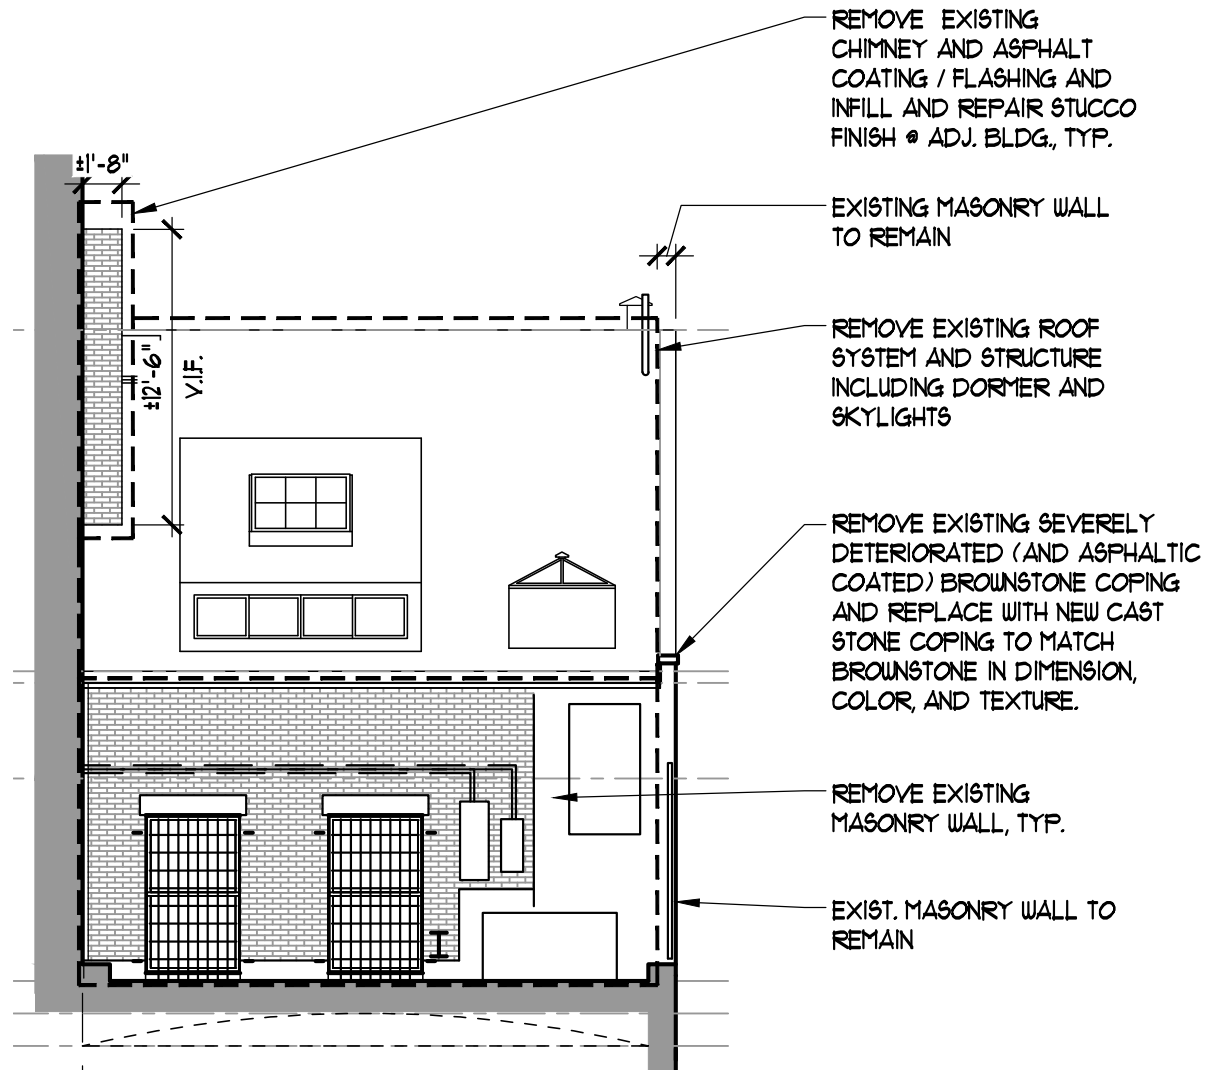 REMOVE EXISTING
CHIMNEY AND ASPHALT
COATING / FLASHING AND
INFILL AND REPAIR STUCCO
FINISH @ ADJ. BLDG., TYP.
±1'-8"
EXISTING MASONRY WALL
TO REMAIN
REMOVE EXISTING ROOF
SYSTEM AND STRUCTURE
INCLUDING DORMER AND
SKYLIGHTS
±12'-6"
V.I.F.
REMOVE EXISTING SEVERELY
DETERIORATED (AND ASPHALTIC
COATED) BROWNSTONE COPING
AND REPLACE WITH NEW CAST
STONE COPING TO MATCH
BROWNSTONE IN DIMENSION,
COLOR, AND TEXTURE.
REMOVE EXISTING
MASONRY WALL, TYP.
EXIST. MASONRY WALL TO
REMAIN